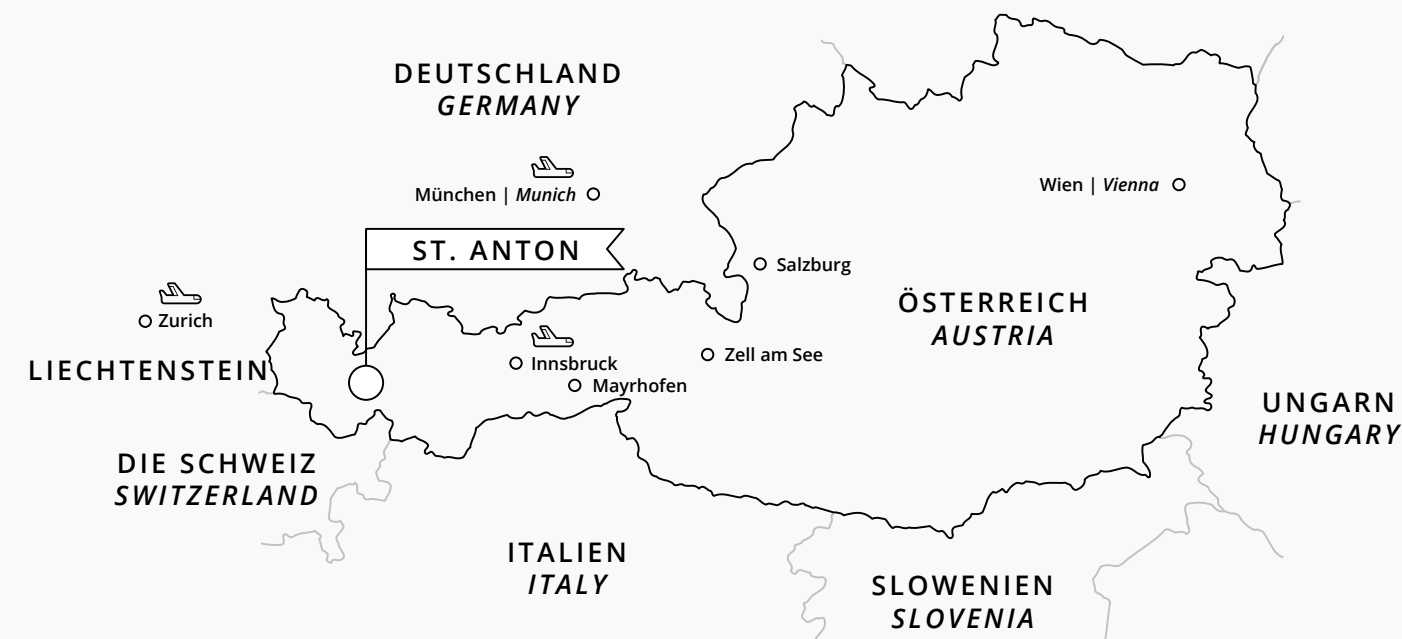 DEUTSCHLAND
GERMANY
München | Munich
Wien | Vienna
ST. ANTON
Salzburg
ÖSTERREICH
AUSTRIA
Zurich
Zell am See
Innsbruck
LIECHTENSTEIN
Mayrhofen
UNGARN
HUNGARY
DIE SCHWEIZ
SWITZERLAND
ITALIEN
ITALY
SLOWENIEN
SLOVENIA